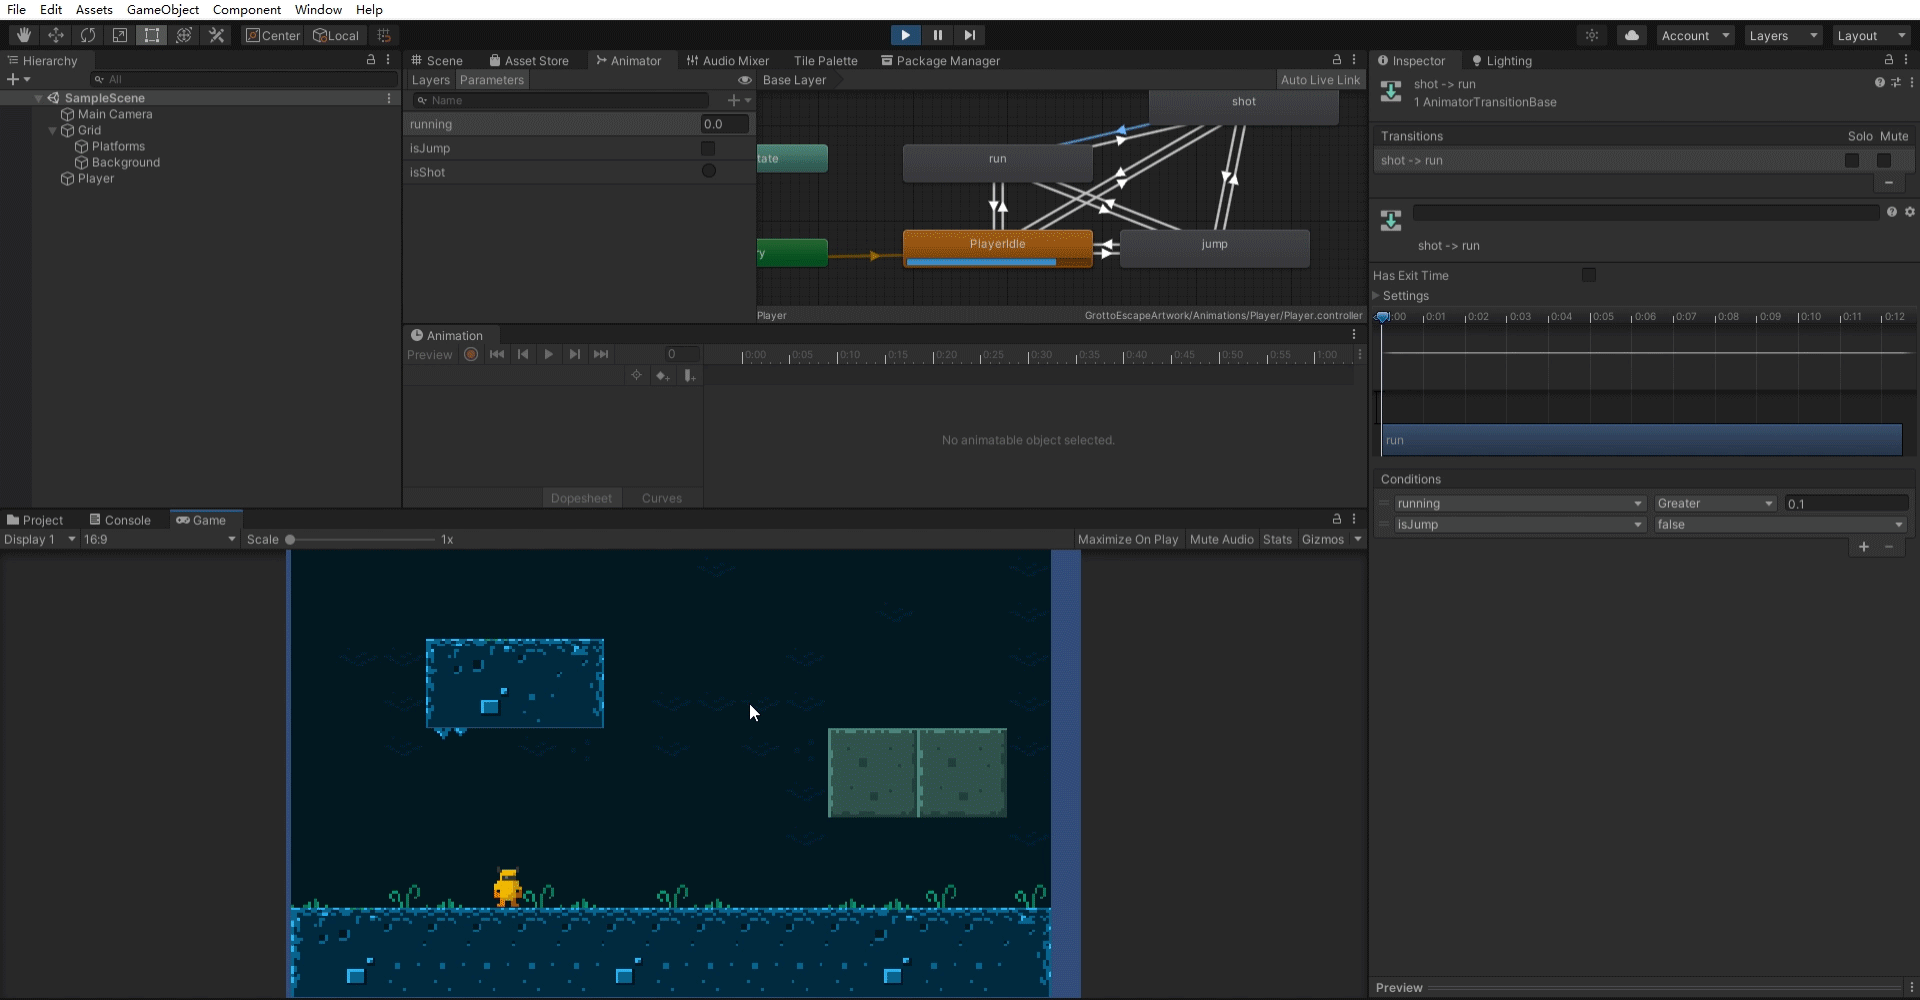 File Edit Assets GameObject Component Window Help
Center Local Account Layers Layout
Hierarchy
All
SampleScene
Main Camera
Grid
Platforms
Background
Player
Scene Asset Store Animator Audio Mixer Tile Palette Package Manager
Layers Parameters Base Layer Auto Live Link
Name
running 0.0
isJump
isShot
shot
tate run
ry PlayerIdle jump
Player GrottoEscapeArtwork/Animations/Player/Player.controller
Animation
Preview 0 0:00 0:05 0:10 0:15 0:20 0:25 0:30 0:35 0:40 0:45 0:50 0:55 1:00
No animatable object selected.
Dopesheet Curves
Project Console Game
Display 1 16:9 Scale 1x Maximize On Play Mute Audio Stats Gizmos
Inspector Lighting
shot -> run
1 AnimatorTransitionBase
Transitions Solo Mute
shot -> run
shot -> run
Has Exit Time
Settings
:00 0:01 0:02 0:03 0:04 0:05 0:06 0:07 0:08 0:09 0:10 0:11 0:12
run
Conditions
running Greater 0.1
isJump false
Preview